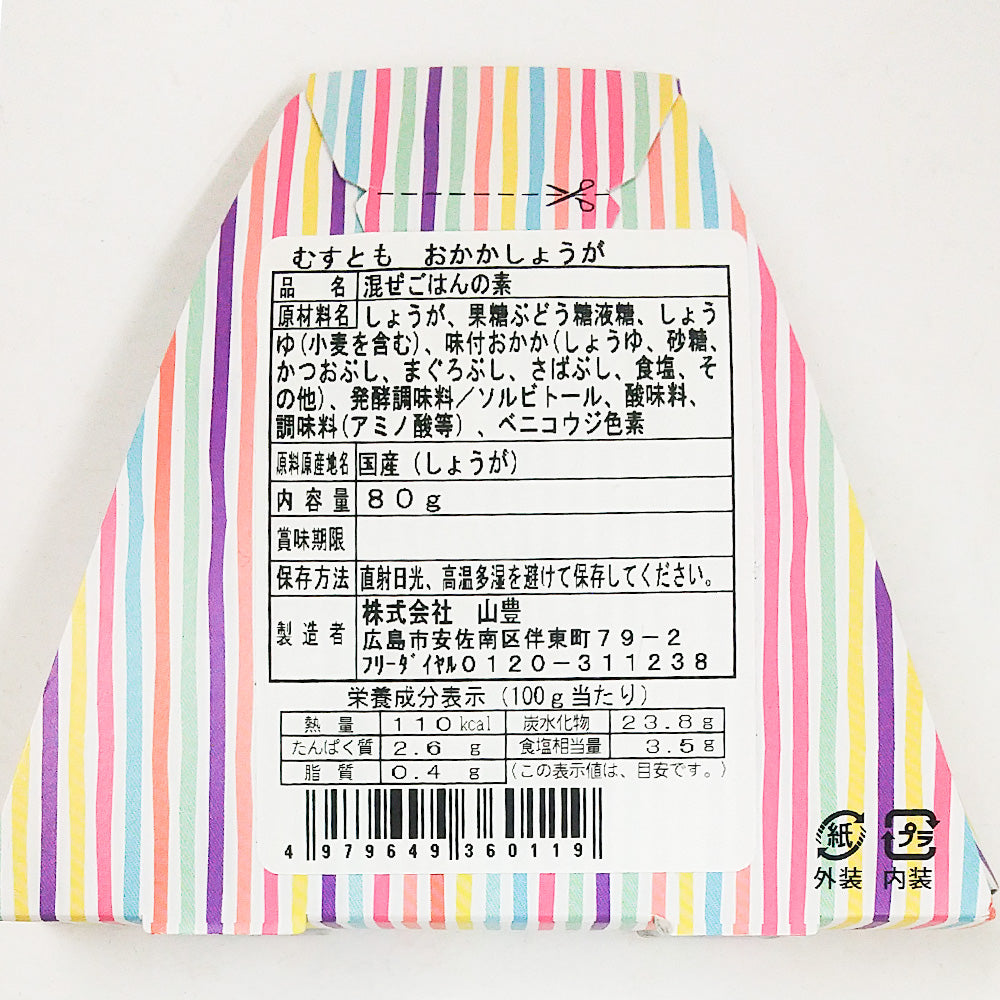 むすとも　おかかしょうが
品名 混ぜごはんの素
原材料名 しょうが、果糖ぶどう糖液糖、しょう
ゆ(小麦を含む)、味付おかか(しょうゆ、砂糖、
かつおぶし、まぐろぶし、さばぶし、食塩、そ
の他)、発酵調味料／ソルビトール、酸味料、
調味料(アミノ酸等)、ベニコウジ色素
原料原産地名 国産（しょうが）
内容量 ８０ｇ
賞味期限
保存方法 直射日光、高温多湿を避けて保存してください。
製造者 株式会社　山豊
広島市安佐南区伴東町７９－２
ﾌﾘｰﾀﾞｲﾔﾙ０１２０－３１１２３８
栄養成分表示（100ｇ当たり）
熱量 １１０kcal 炭水化物 ２３.８ｇ
たんぱく質 ２.６ｇ 食塩相当量 ３.５ｇ
脂質 ０.４ｇ （この表示値は、目安です。）
4 979649 360119
紙 プラ
外装 内装